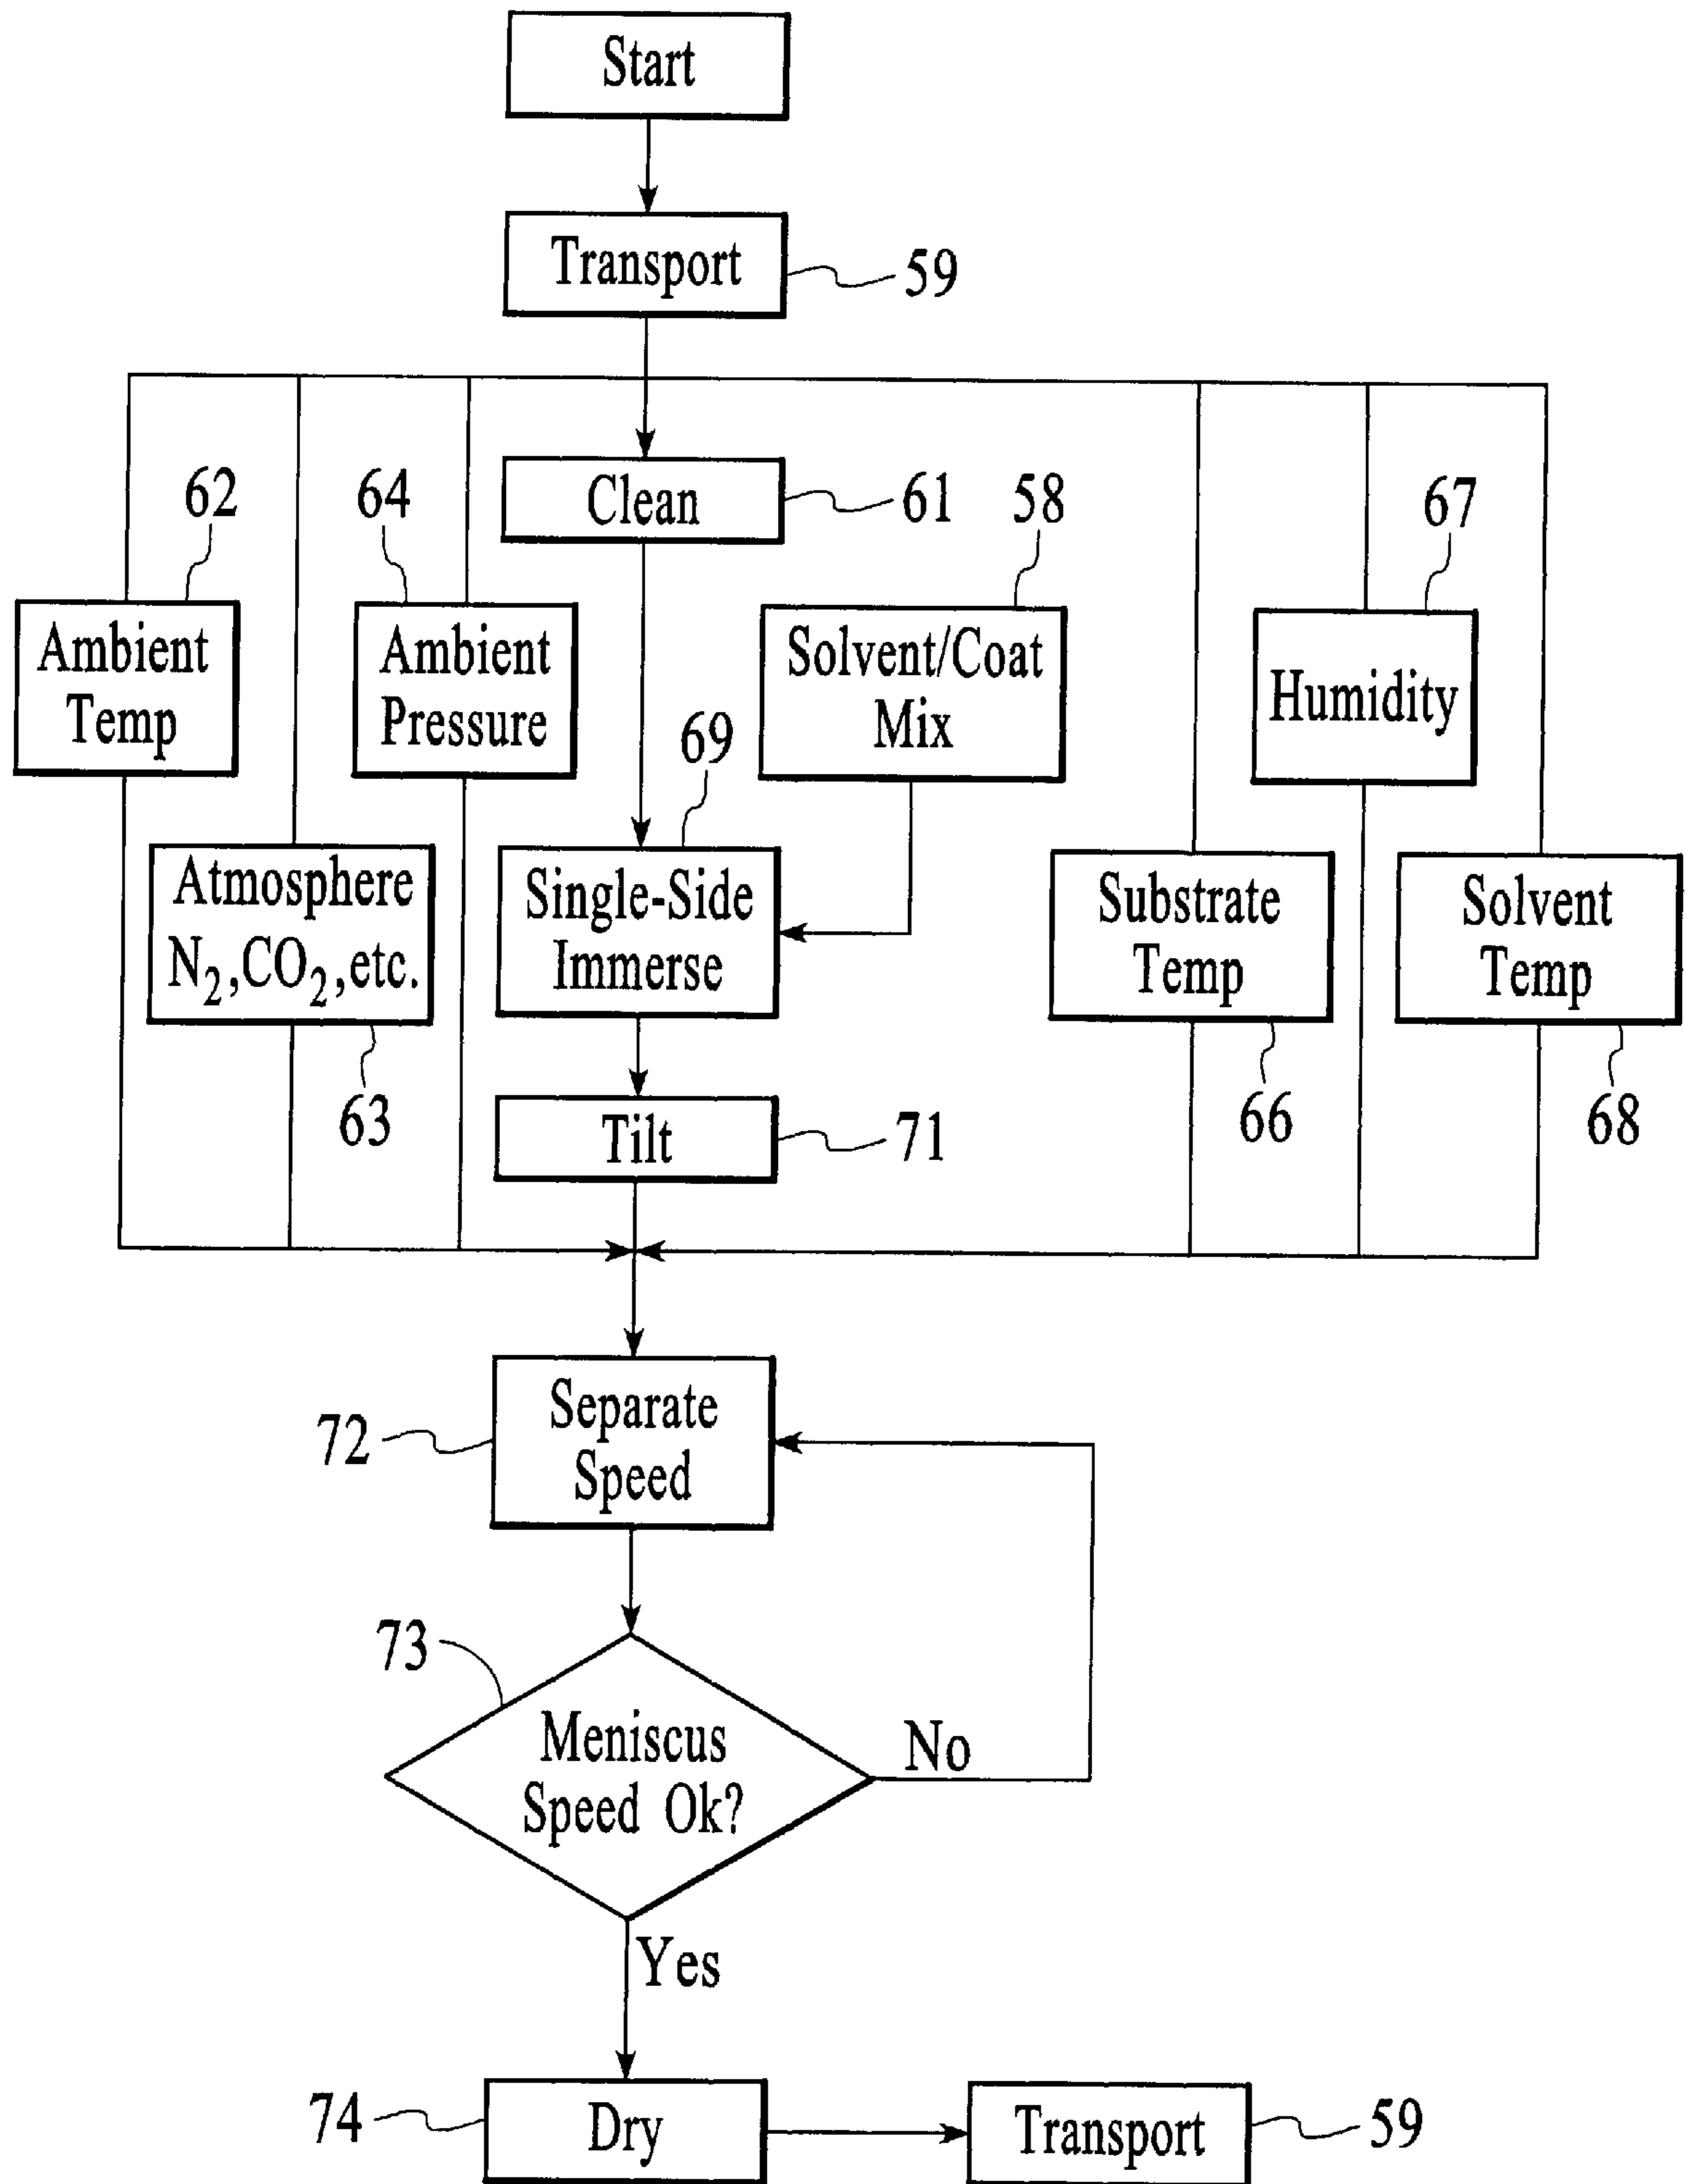 Start
Transport
59
Clean
61
62
64
58
67
Ambient
Temp
Ambient
Pressure
Solvent/Coat
Mix
Humidity
69
Atmosphere
N₂,CO₂,etc.
63
Single-Side
Immerse
Substrate
Temp
66
Solvent
Temp
68
Tilt
71
Separate
Speed
72
73
Meniscus
Speed Ok?
No
Yes
74
Dry
Transport
59